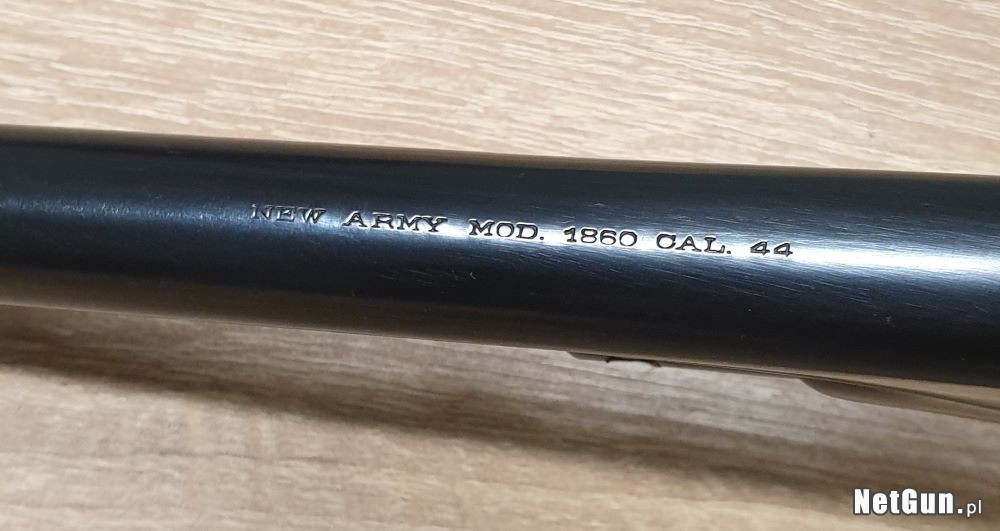 NEW ARMY MOD. 1860 CAL. 44
NetGun.pl